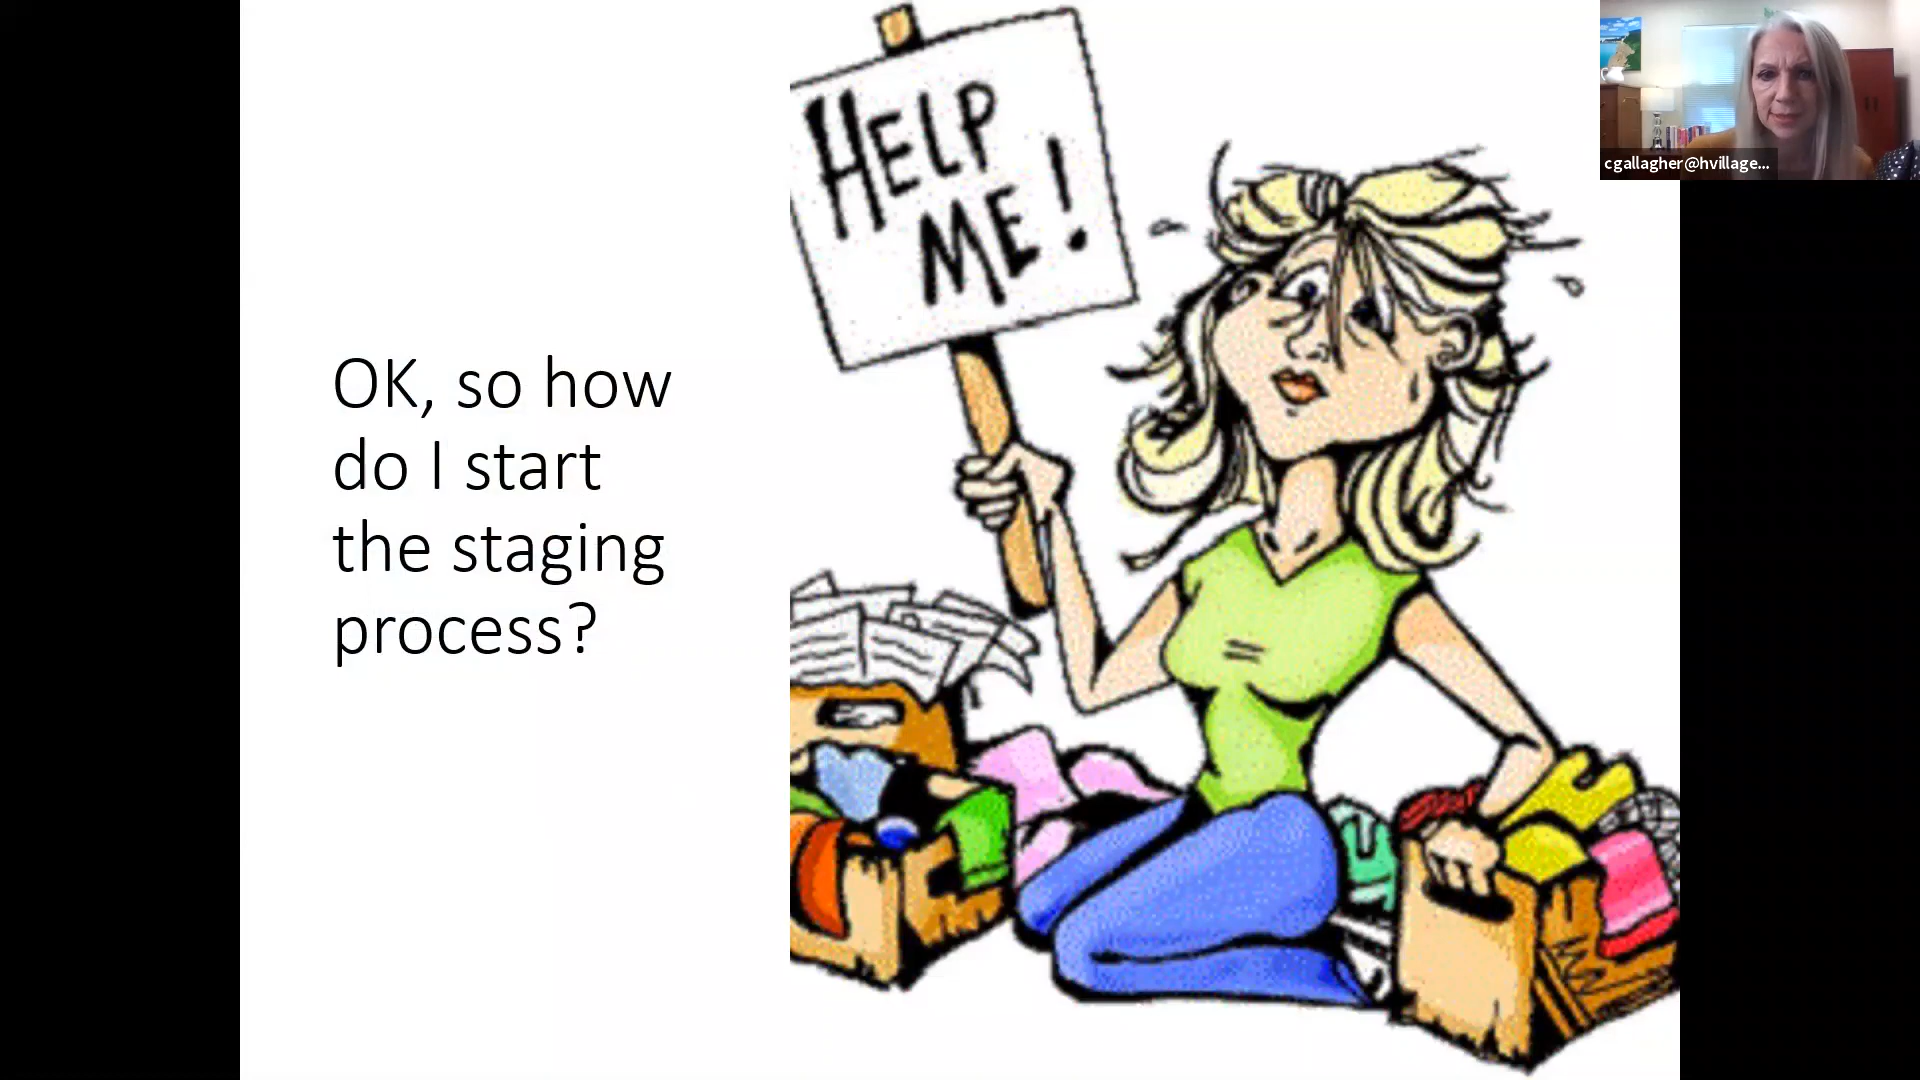 HELP
ME!
OK, so how
do I start
the staging
process?
cgallagher@hvillage...